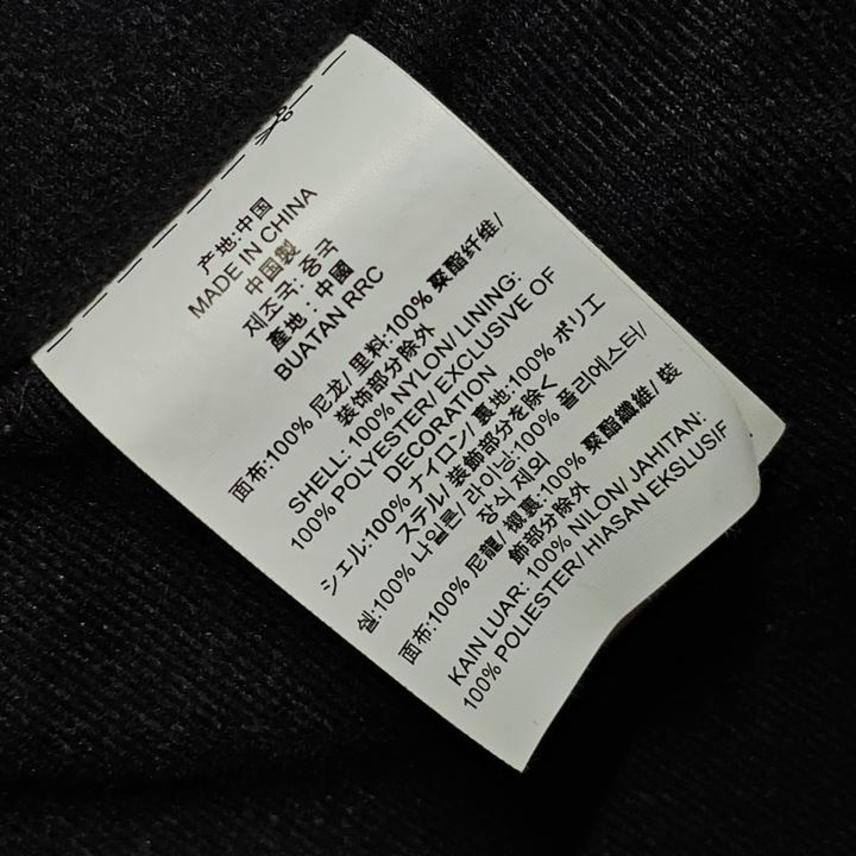 产地:中国
MADE IN CHINA
中国製
제조국: 중국
產地：中國
BUATAN RRC
面布:100% 尼龙/ 里料:100% 聚酯纤维/
装饰部分除外
SHELL: 100% NYLON/ LINING:
100% POLYESTER/ EXCLUSIVE OF
DECORATION
シェル:100% ナイロン/ 裏地:100% ポリエ
ステル/ 装飾部分を除く
쉘:100% 나일론/ 라이닝:100% 폴리에스터/
장식 제외
面布:100% 尼龍/ 襯裏:100% 聚酯纖維/ 裝
飾部分除外
KAIN LUAR: 100% NILON/ JAHITAN:
100% POLIESTER/ HIASAN EKSLUSIF